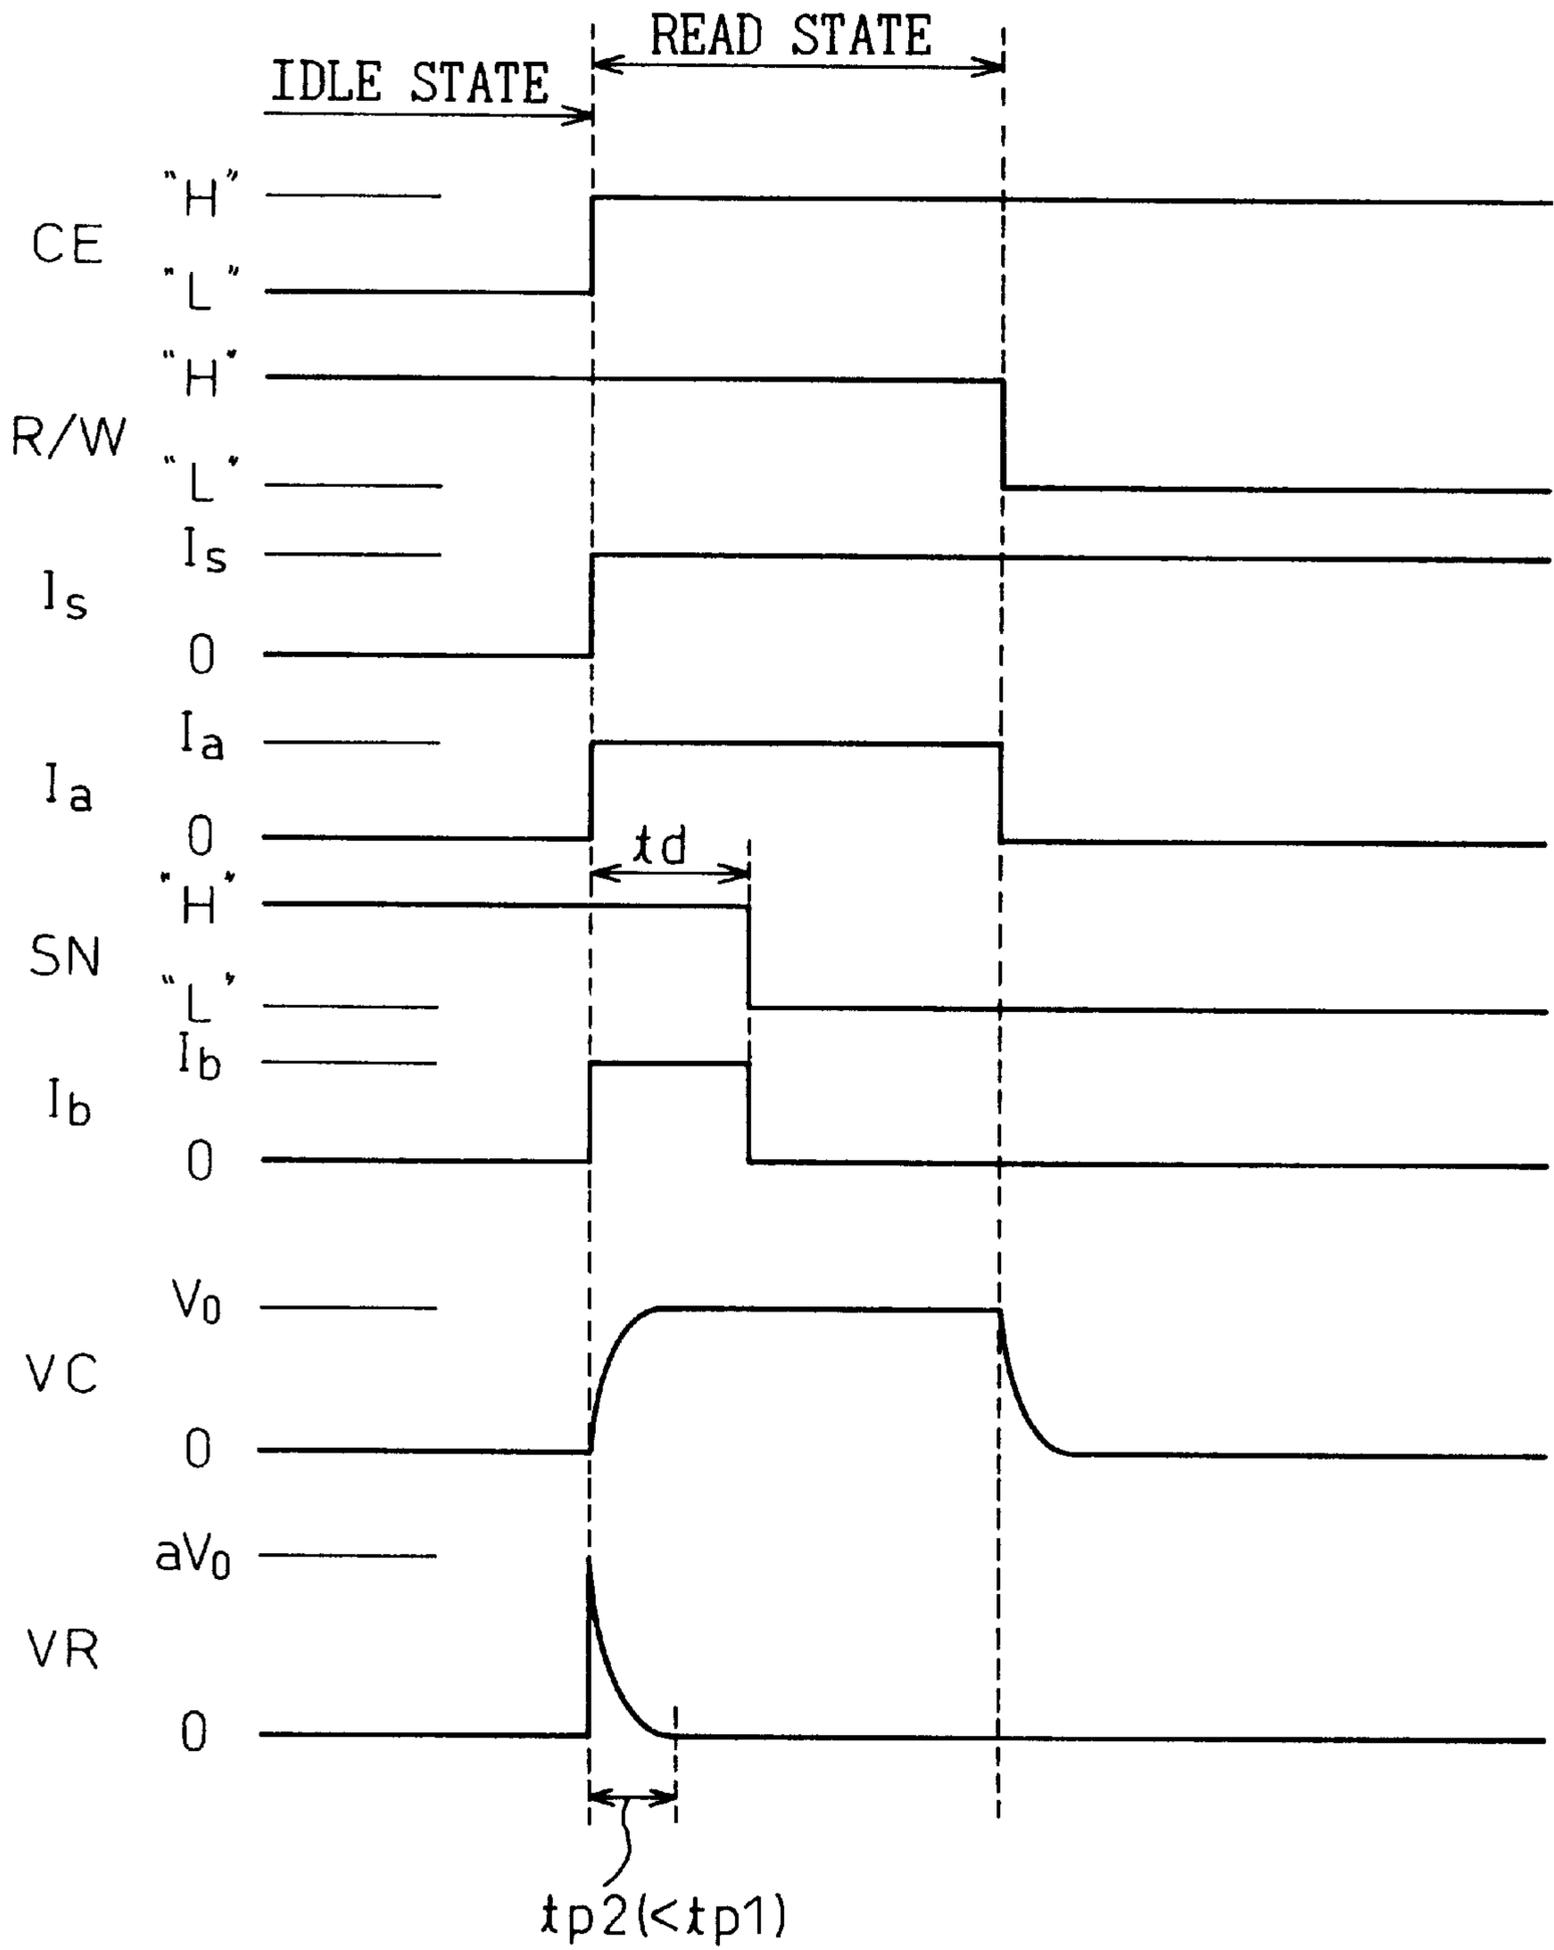 READ STATE
IDLE STATE
"H"
CE
"L"
"H"
R/W
"L"
Is
Is
0
Ia
Ia
0
td
"H"
SN
"L"
Ib
Ib
0
V0
VC
0
aV0
VR
0
tp2(<tp1)